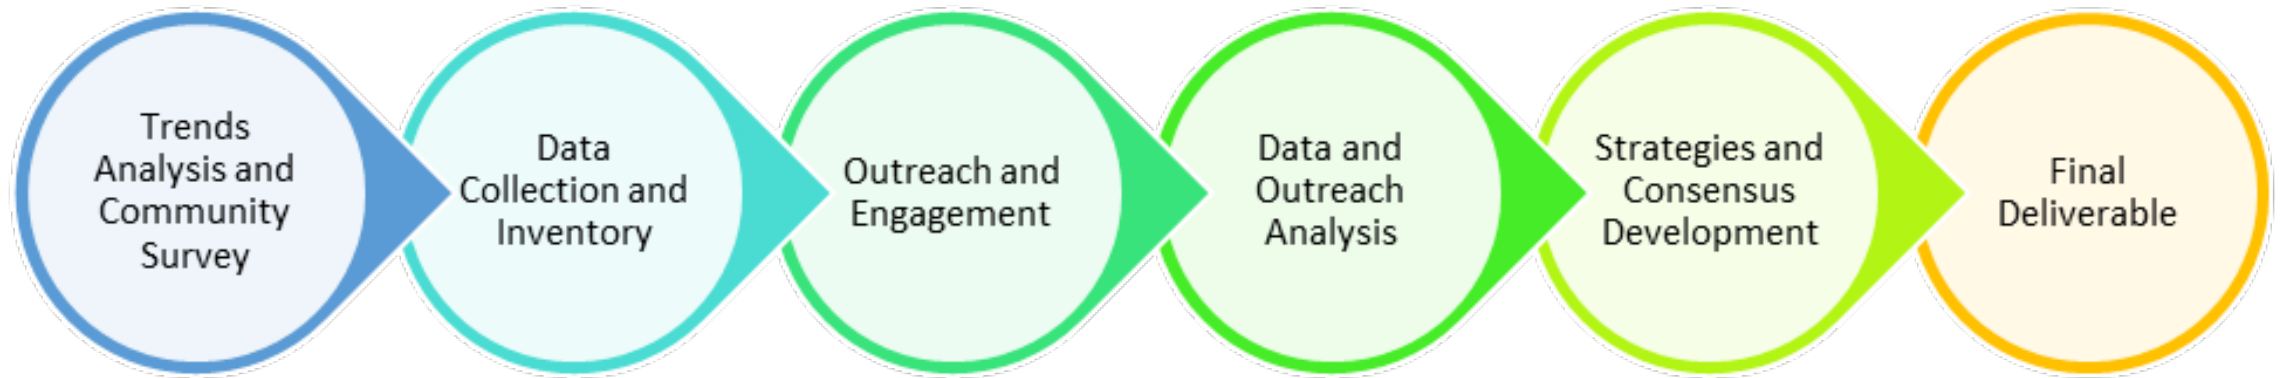 Trends
Analysis and
Community
Survey
Data
Collection and
Inventory
Outreach and
Engagement
Data and
Outreach
Analysis
Strategies and
Consensus
Development
Final
Deliverable